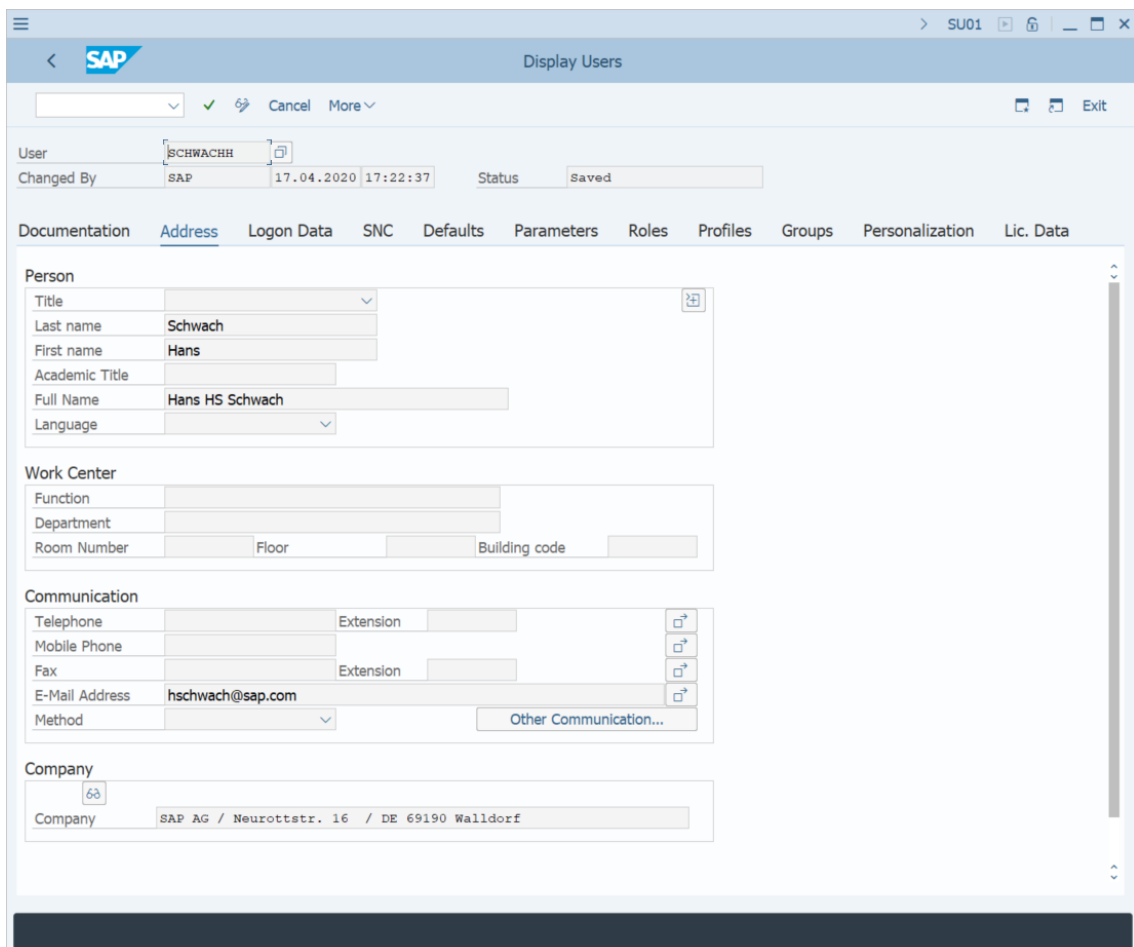 SU01
SAP Display Users
Cancel More Exit
User SCHWACHH
Changed By SAP 17.04.2020 17:22:37 Status Saved
Documentation Address Logon Data SNC Defaults Parameters Roles Profiles Groups Personalization Lic. Data
Person
Title
Last name Schwach
First name Hans
Academic Title
Full Name Hans HS Schwach
Language
Work Center
Function
Department
Room Number Floor Building code
Communication
Telephone Extension
Mobile Phone
Fax Extension
E-Mail Address hschwach@sap.com
Method Other Communication...
Company
Company SAP AG / Neurottstr. 16 / DE 69190 Walldorf